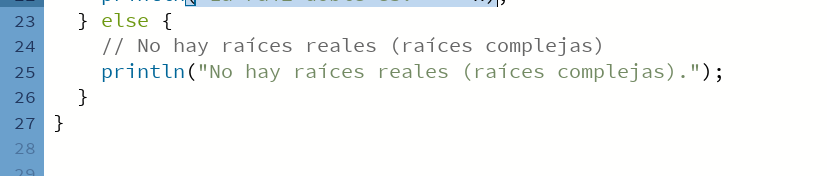 23 } else {
24 // No hay raíces reales (raíces complejas)
25 println("No hay raíces reales (raíces complejas).");
26 }
27 }
28
29